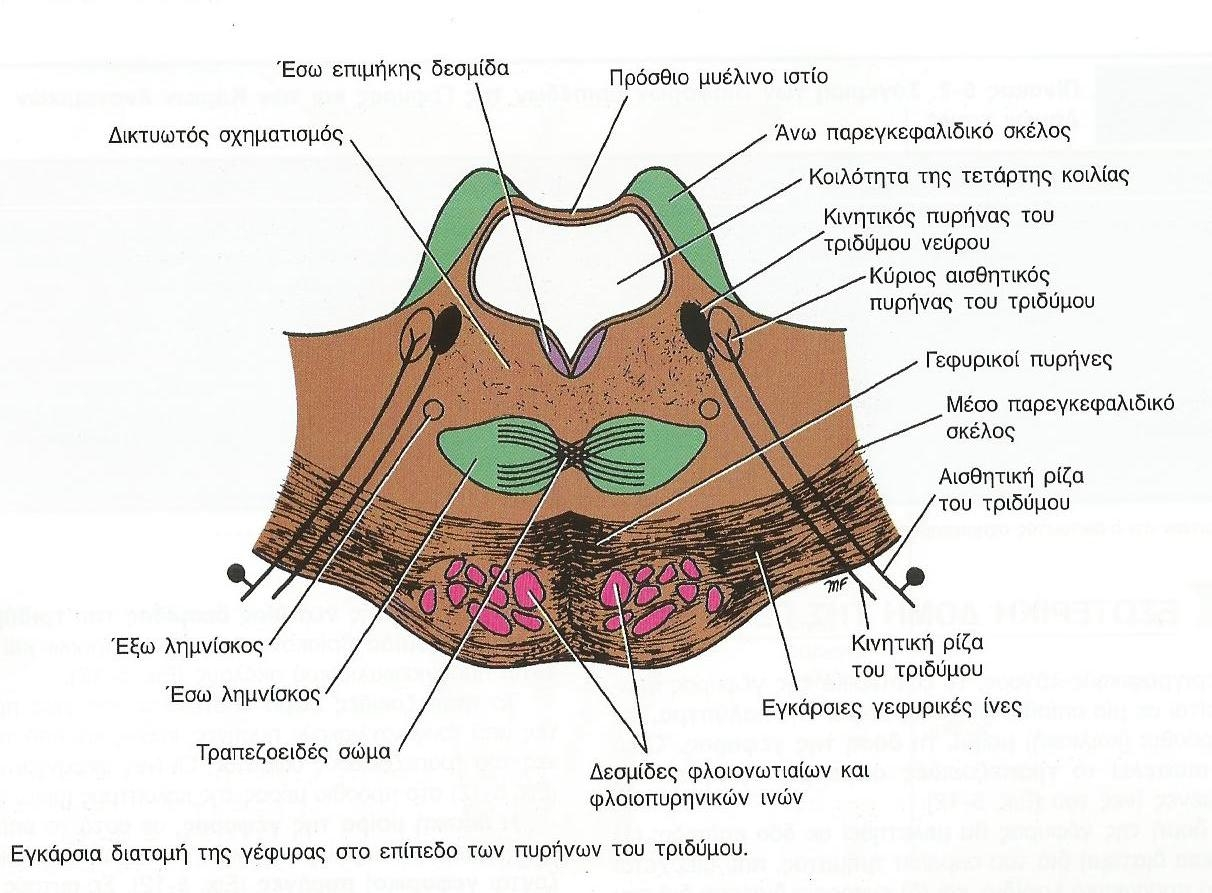 Έσω επιμήκης δεσμίδα
Πρόσθιο μυέλινο ιστίο
Δικτυωτός σχηματισμός
Άνω παρεγκεφαλιδικό σκέλος
Κοιλότητα της τετάρτης κοιλίας
Κινητικός πυρήνας του
τριδύμου νεύρου
Κύριος αισθητικός
πυρήνας του τριδύμου
Γεφυρικοί πυρήνες
Μέσο παρεγκεφαλιδικό
σκέλος
Αισθητική ρίζα
του τριδύμου
MF
Έξω λημνίσκος
Κινητική ρίζα
του τριδύμου
Έσω λημνίσκος
Εγκάρσιες γεφυρικές ίνες
Τραπεζοειδές σώμα
Δεσμίδες φλοιονωτιαίων και
φλοιοπυρηνικών ινών
Εγκάρσια διατομή της γέφυρας στο επίπεδο των πυρήνων του τριδύμου.